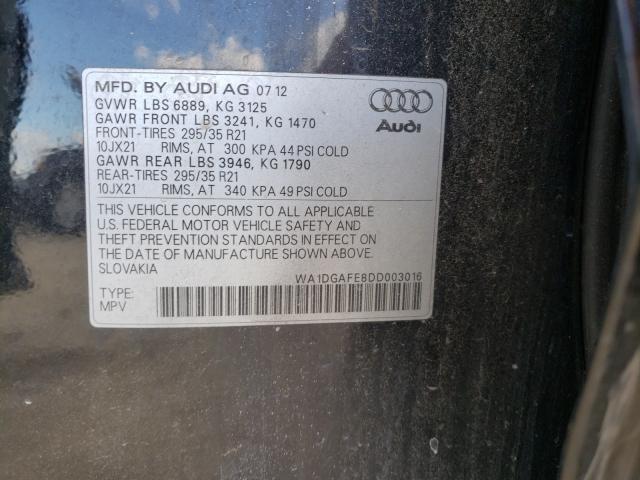 MFD. BY AUDI AG 07 12
GVWR LBS 6889, KG 3125
GAWR FRONT LBS 3241, KG 1470
FRONT-TIRES 295/35 R21
10JX21 RIMS, AT 300 KPA 44 PSI COLD
GAWR REAR LBS 3946, KG 1790
REAR-TIRES 295/35 R21
10JX21 RIMS, AT 340 KPA 49 PSI COLD
Audi
THIS VEHICLE CONFORMS TO ALL APPLICABLE
U.S. FEDERAL MOTOR VEHICLE SAFETY AND
THEFT PREVENTION STANDARDS IN EFFECT ON
THE DATE OF MANUFACTURE SHOWN ABOVE.
SLOVAKIA
WA1DGAFE8DD003016
TYPE:
MPV